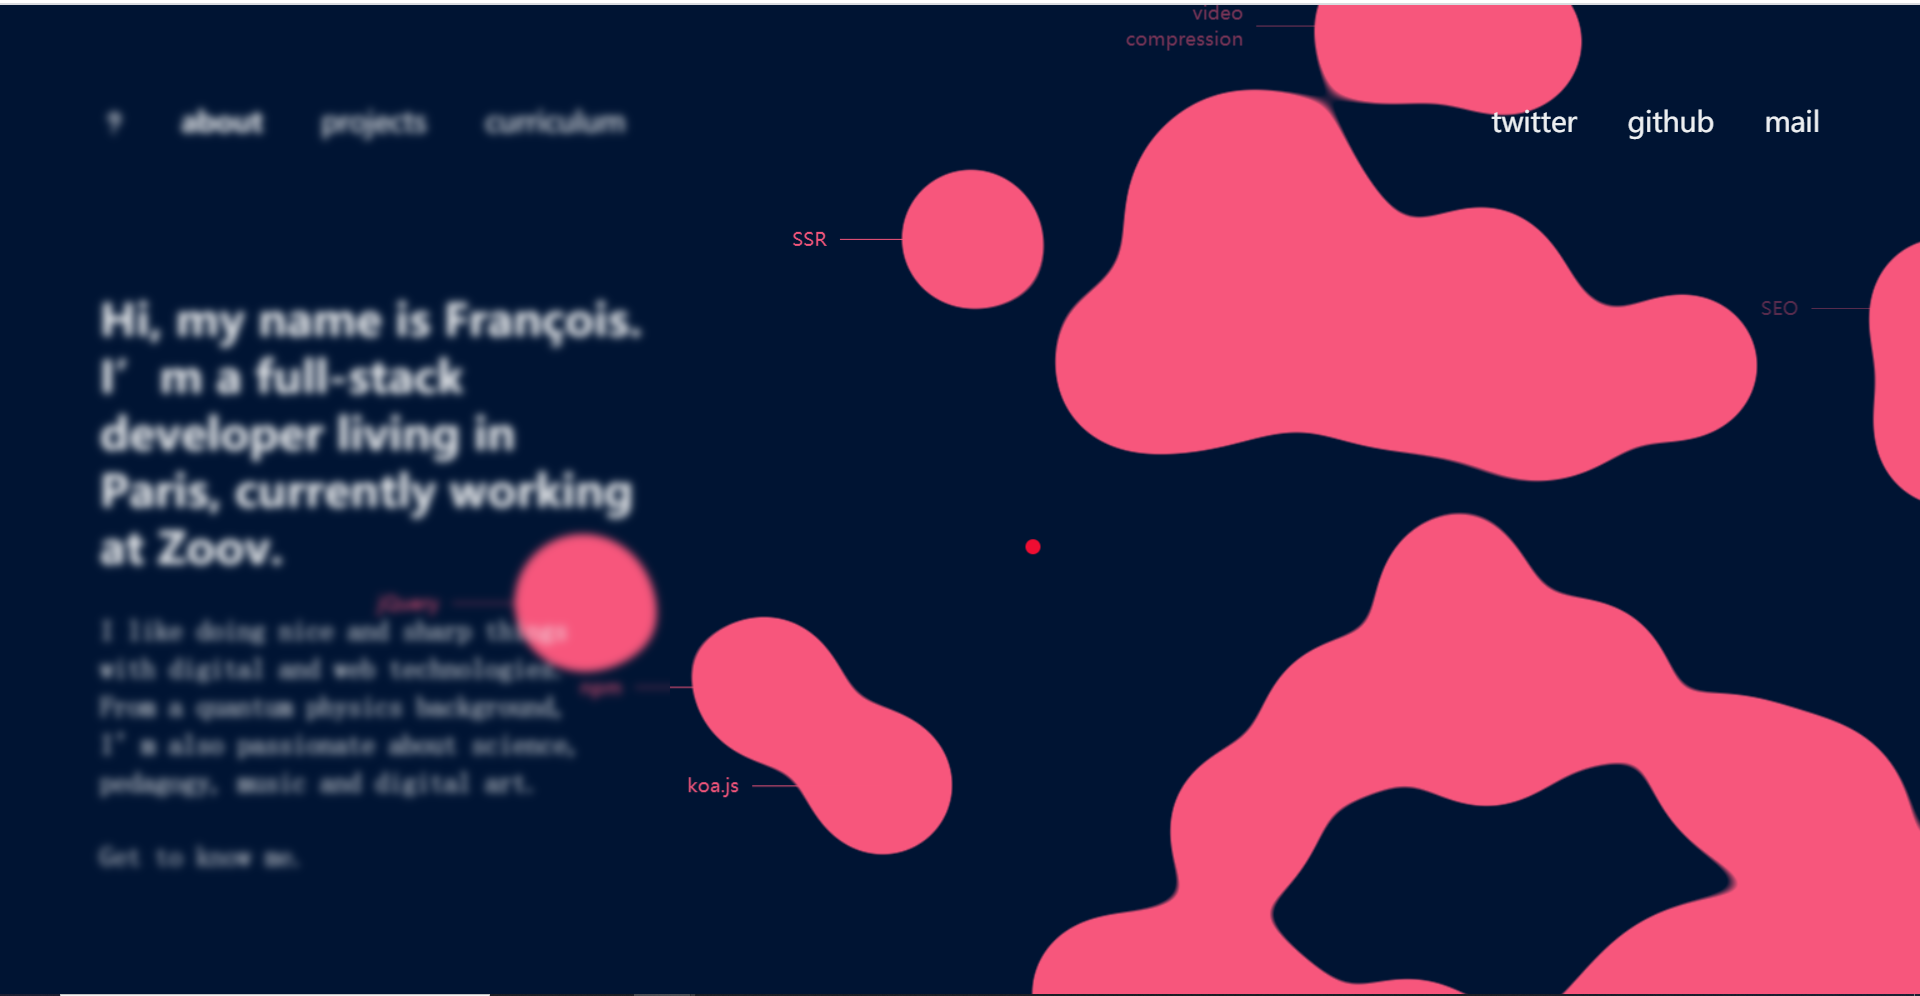 video
compression
? about projects curriculum
twitter github mail
SSR
SEO
Hi, my name is François.
I’m a full-stack
developer living in
Paris, currently working
at Zoov.
jQuery
I like doing nice and sharp things
with digital and web technologies.
npm
From a quantum physics background,
I’m also passionate about science,
pedagogy, music and digital art.
koa.js
Get to know me.